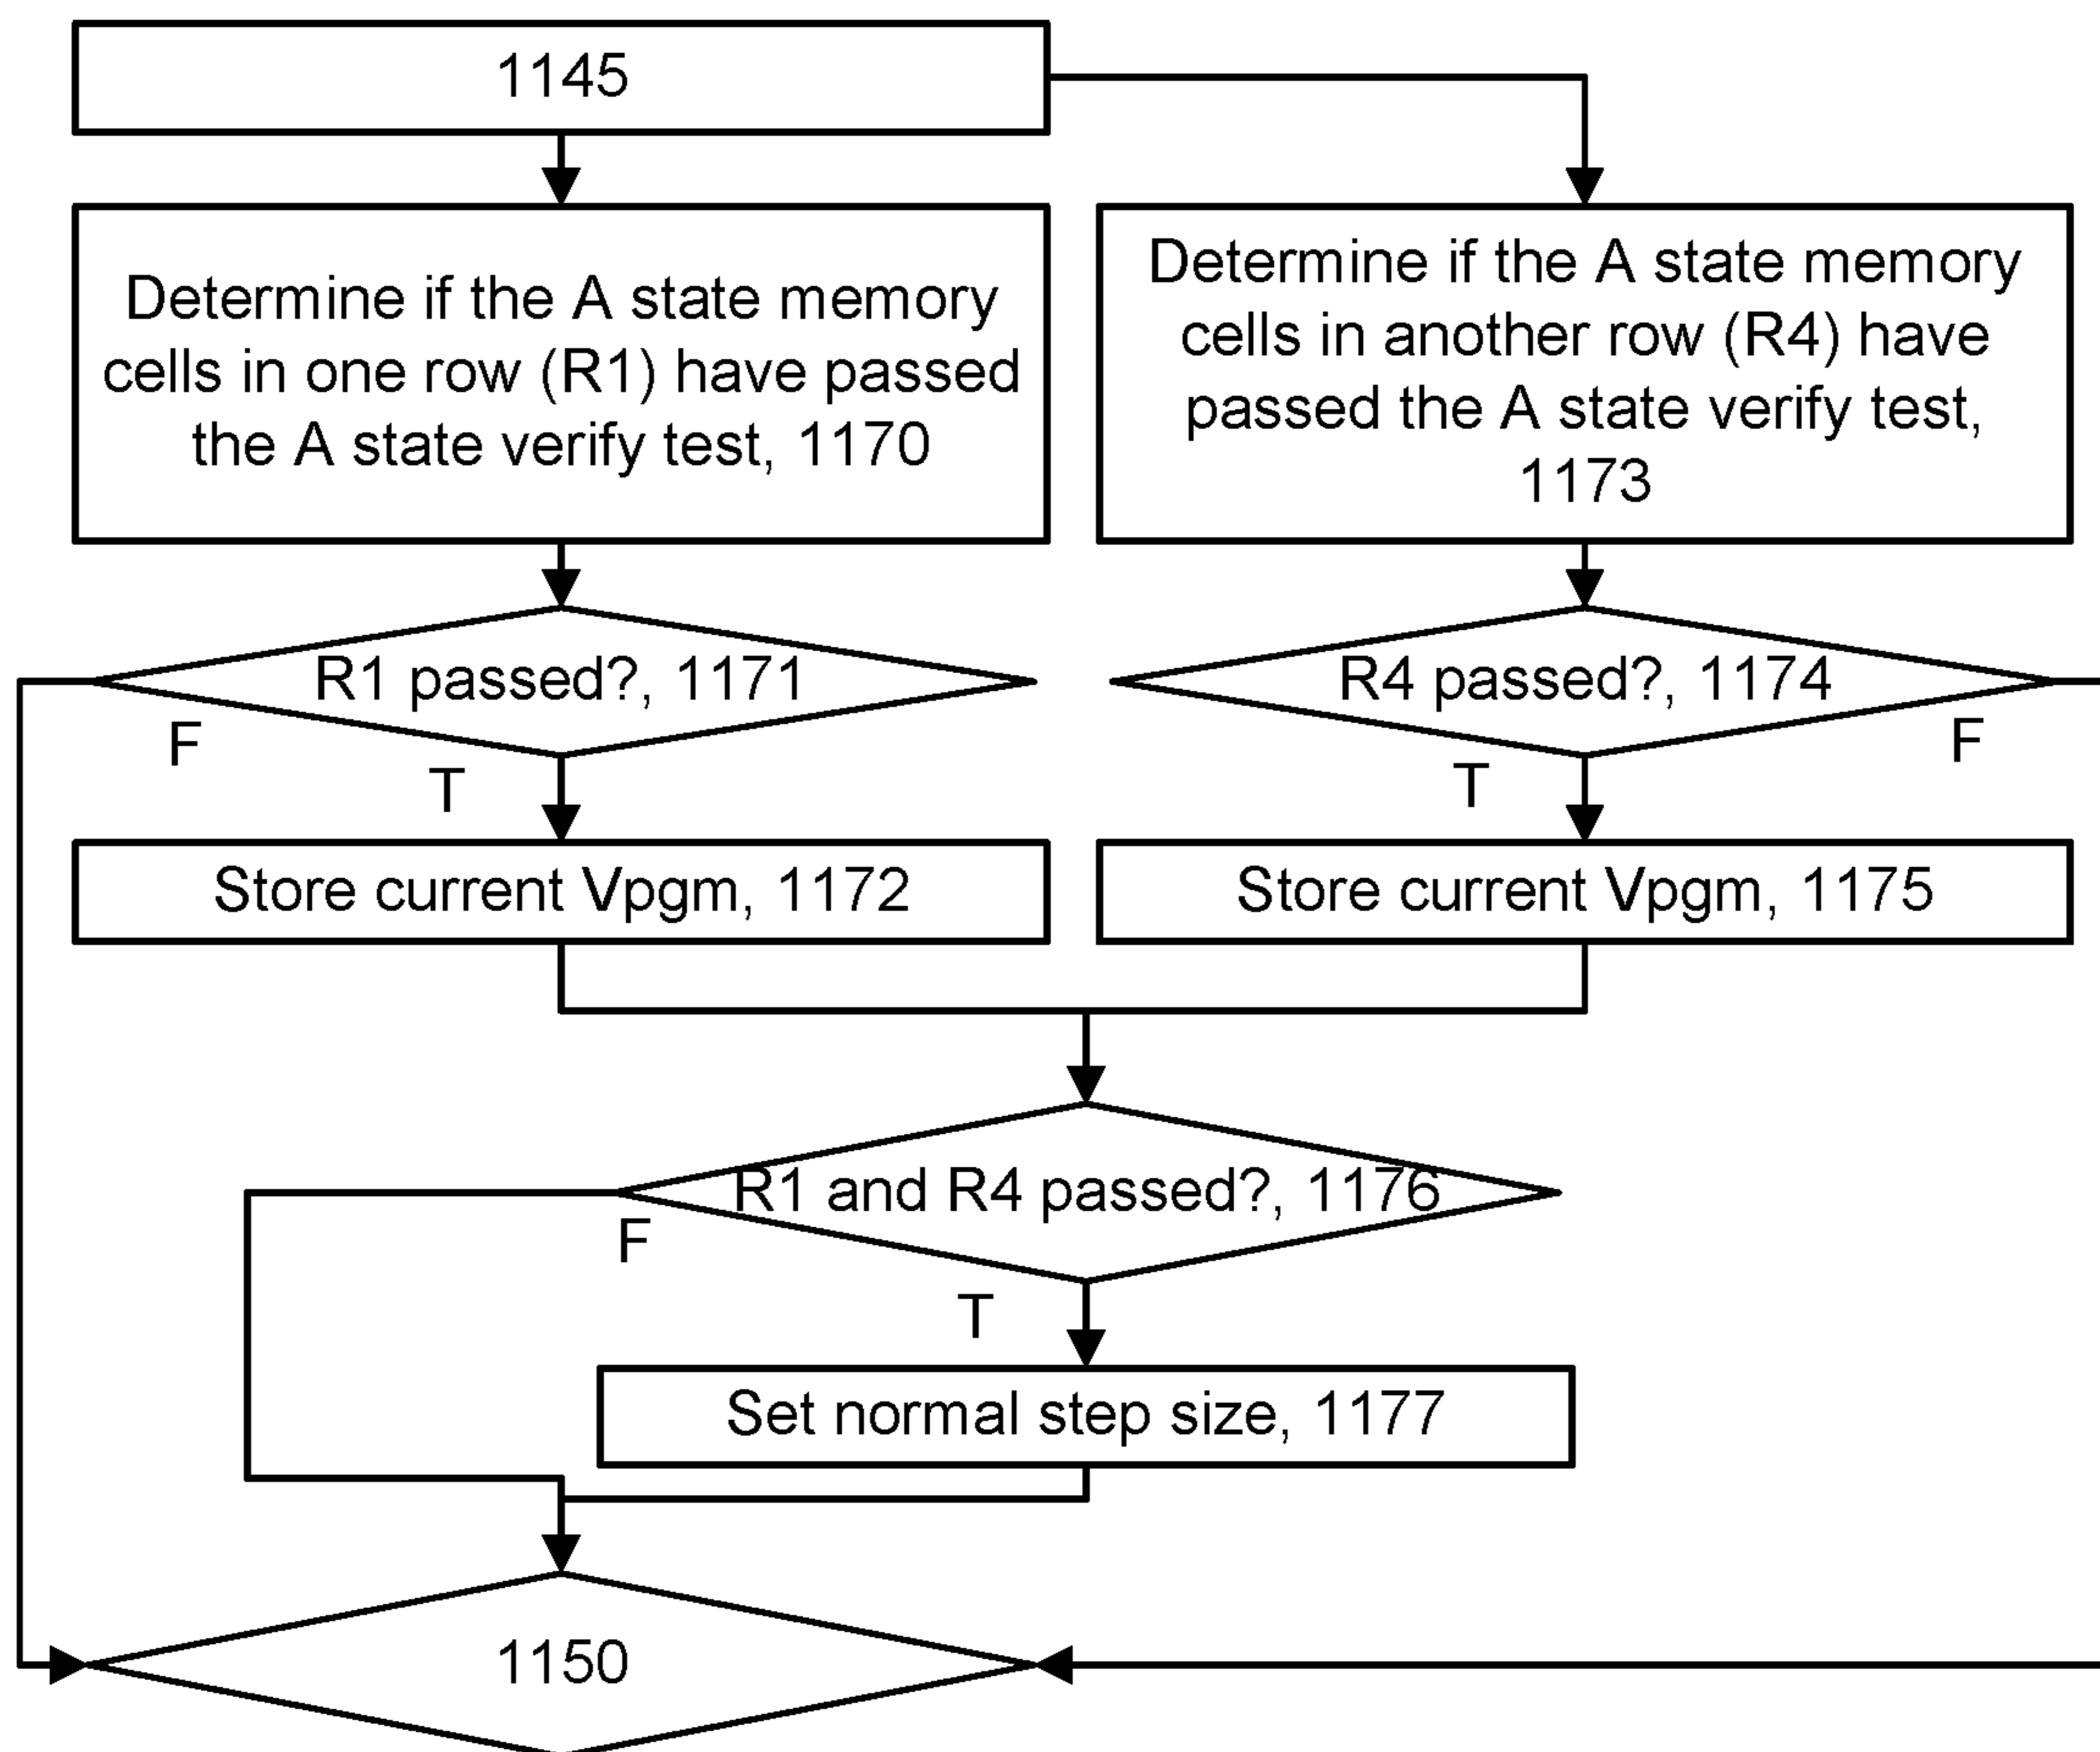 1145
Determine if the A state memory
cells in one row (R1) have passed
the A state verify test, 1170
Determine if the A state memory
cells in another row (R4) have
passed the A state verify test,
1173
R1 passed?, 1171
R4 passed?, 1174
F
T
T
F
Store current Vpgm, 1172
Store current Vpgm, 1175
R1 and R4 passed?, 1176
F
T
Set normal step size, 1177
1150